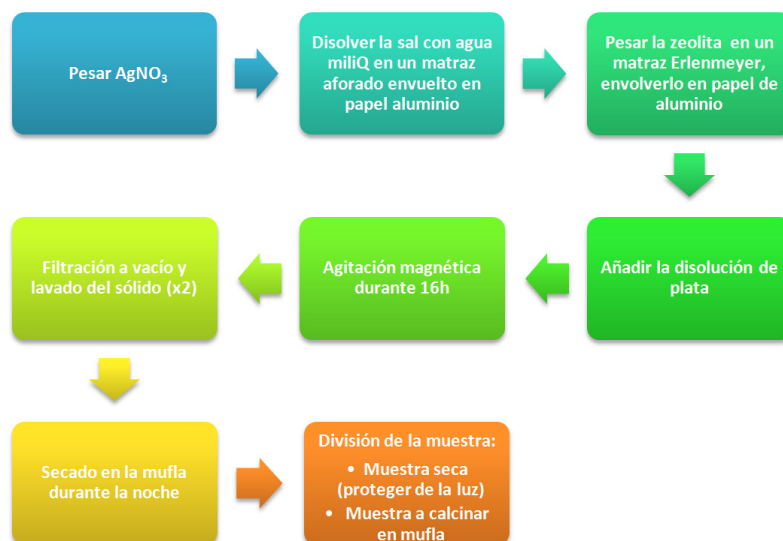 Pesar AgNO₃
Disolver la sal con agua
miliQ en un matraz
aforado envuelto en
papel aluminio
Pesar la zeolita en un
matraz Erlenmeyer,
envolverlo en papel de
aluminio
Añadir la disolución de
plata
Agitación magnética
durante 16h
Filtración a vacío y
lavado del sólido (x2)
Secado en la mufla
durante la noche
División de la muestra:
• Muestra seca
(proteger de la luz)
• Muestra a calcinar
en mufla